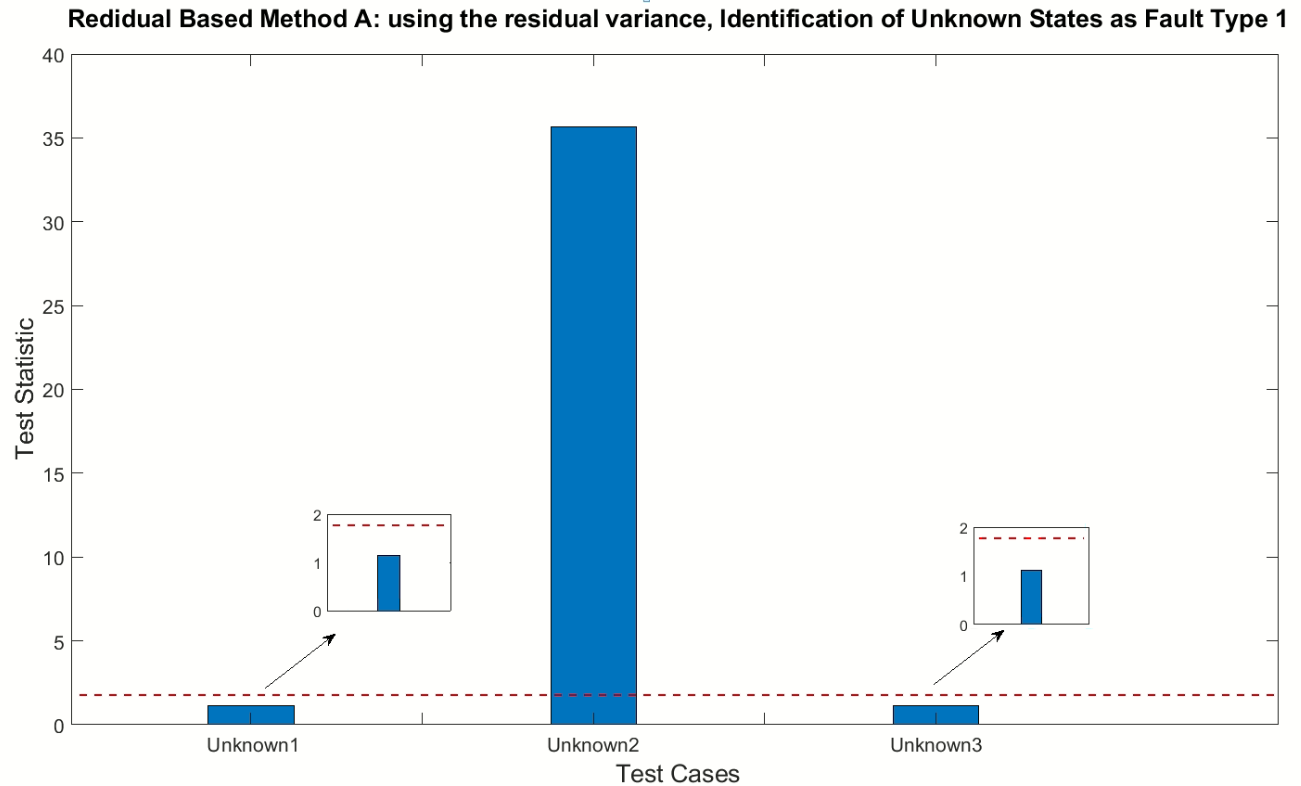 Redidual Based Method A: using the residual variance, Identification of Unknown States as Fault Type 1
40
35
30
25
20
15
10
5
0
Test Statistic
2
1
0
2
1
0
Unknown1
Unknown2
Unknown3
Test Cases